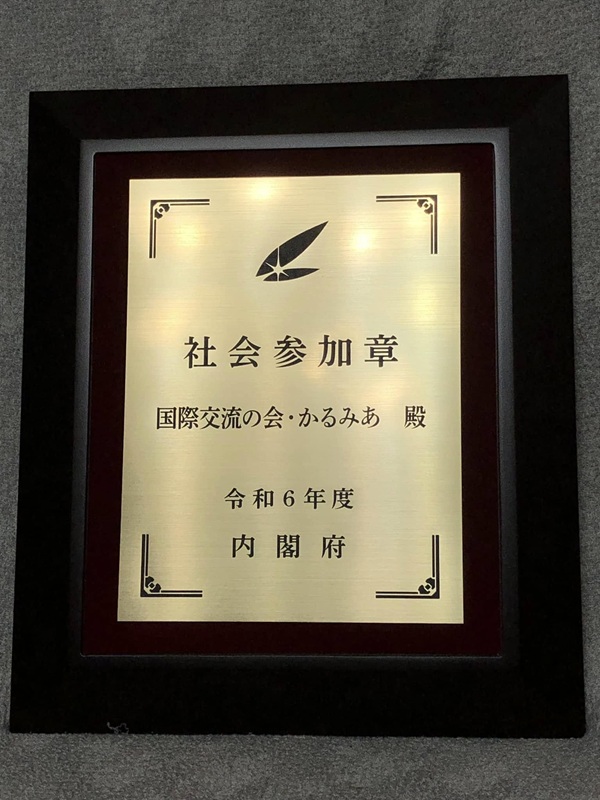 社会参加章
国際交流の会・かるみあ　殿
令和6年度
内閣府